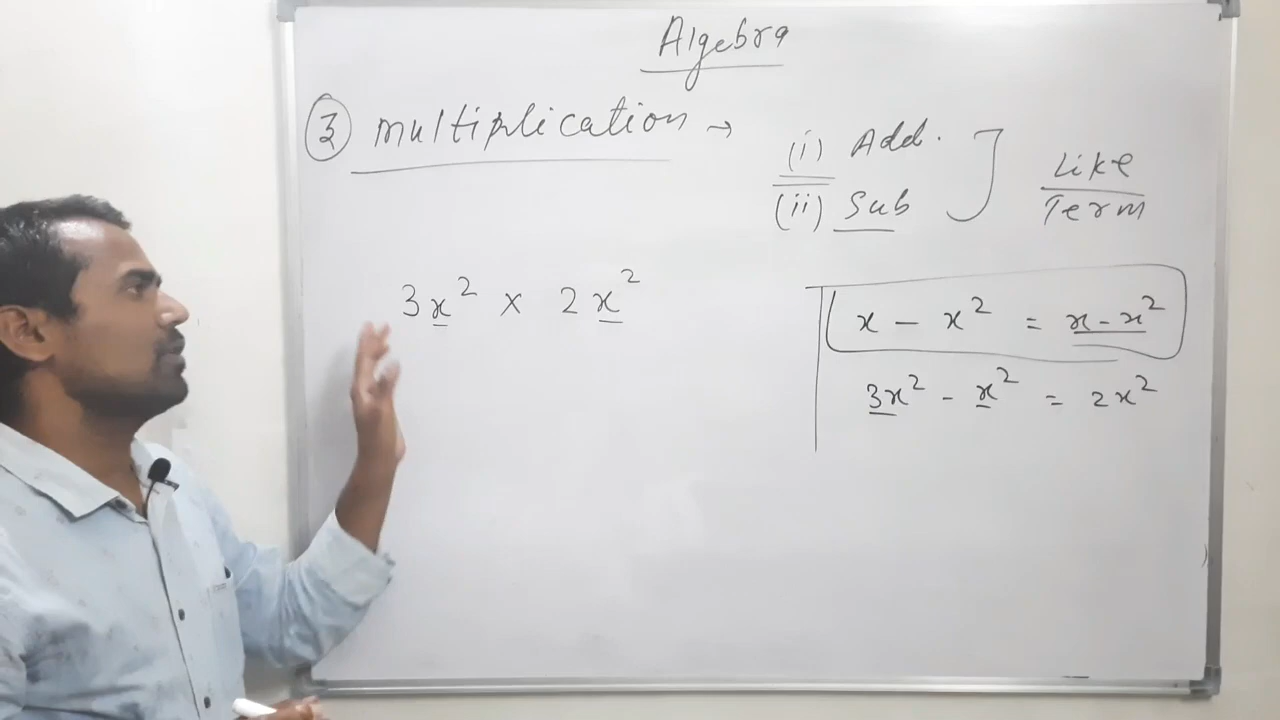 Algebra
③ multiplication →
(i) Add.
(ii) Sub
Like
Term
3x² × 2x²
x - x² = x - x²
3x² - x² = 2x²